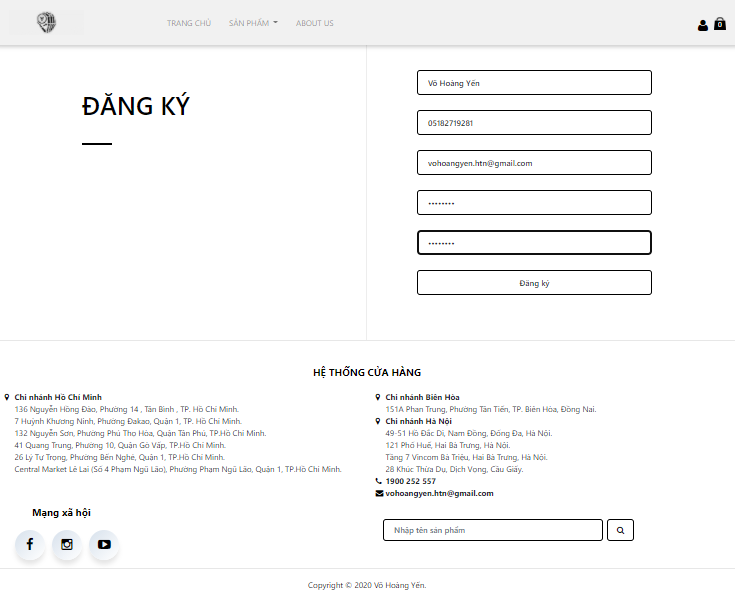 TRANG CHỦ SẢN PHẨM ABOUT US 0
ĐĂNG KÝ
Võ Hoàng Yến
05182719281
vohoangyen.htn@gmail.com
••••••••
••••••••
Đăng ký
HỆ THỐNG CỬA HÀNG
Chi nhánh Hồ Chí Minh
136 Nguyễn Hồng Đào, Phường 14 , Tân Bình , TP. Hồ Chí Minh.
7 Huỳnh Khương Ninh, Phường Đakao, Quận 1, TP. Hồ Chí Minh.
132 Nguyễn Sơn, Phường Phú Thọ Hòa, Quận Tân Phú, TP.Hồ Chí Minh.
41 Quang Trung, Phường 10, Quận Gò Vấp, TP.Hồ Chí Minh.
26 Lý Tự Trọng, Phường Bến Nghé, Quận 1, TP.Hồ Chí Minh.
Central Market Lê Lai (Số 4 Phạm Ngũ Lão), Phường Phạm Ngũ Lão, Quận 1, TP.Hồ Chí Minh.
Chi nhánh Biên Hòa
151A Phan Trung, Phường Tân Tiến, TP. Biên Hòa, Đồng Nai.
Chi nhánh Hà Nội
49-51 Hồ Đắc Di, Nam Đồng, Đống Đa, Hà Nội.
121 Phố Huế, Hai Bà Trưng, Hà Nội.
Tầng 7 Vincom Bà Triệu, Hai Bà Trưng, Hà Nội.
28 Khúc Thừa Dụ, Dịch Vọng, Cầu Giấy.
1900 252 557
vohoangyen.htn@gmail.com
Mạng xã hội
Nhập tên sản phẩm
Copyright © 2020 Võ Hoàng Yến.